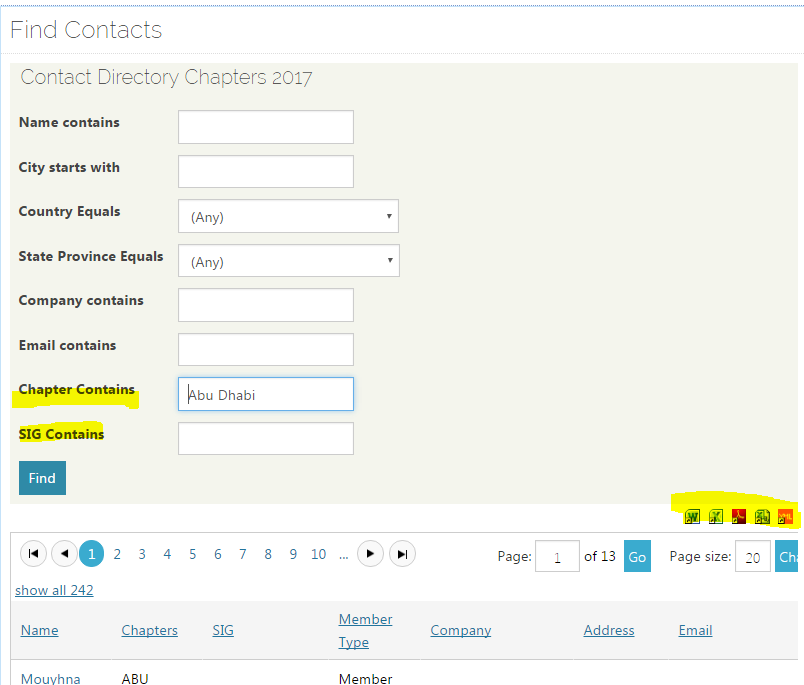 Find Contacts
Contact Directory Chapters 2017
Name contains
City starts with
Country Equals (Any)
State Province Equals (Any)
Company contains
Email contains
Chapter Contains Abu Dhabi
SIG Contains
Find
1 2 3 4 5 6 7 8 9 10 ... Page: 1 of 13 Go Page size: 20 Cha
show all 242
Name Chapters SIG Member Type Company Address Email
Mouyhna ABU Member